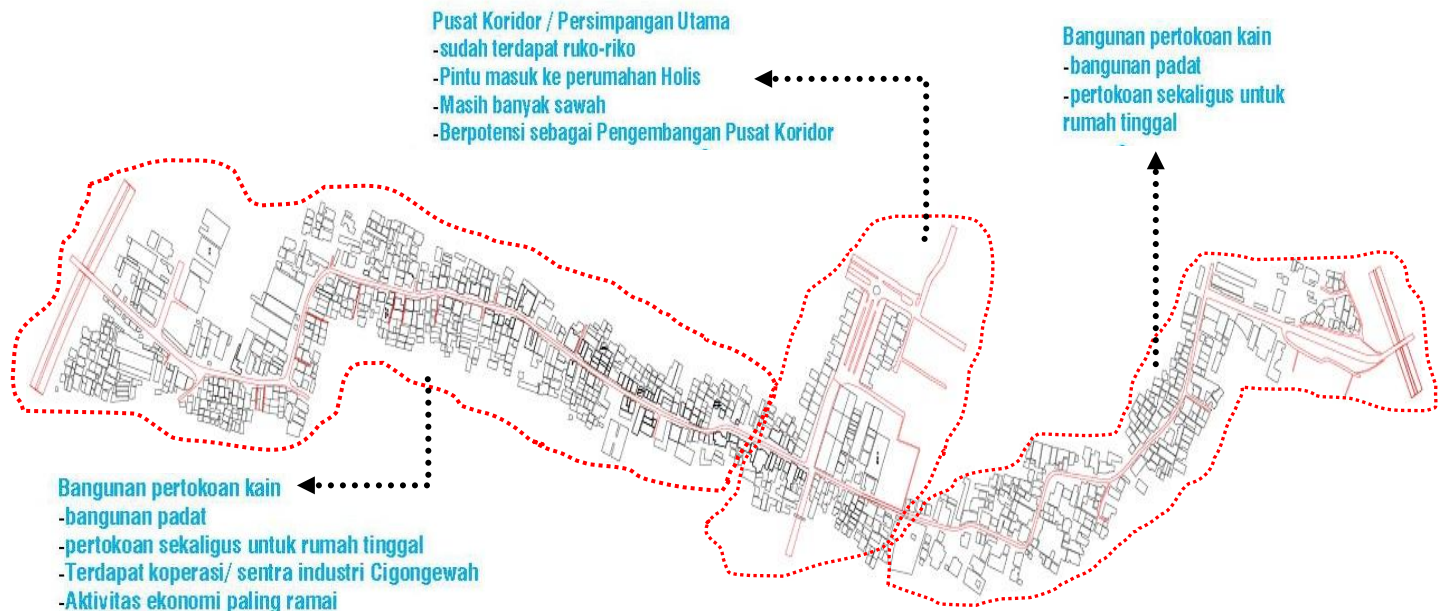 Pusat Koridor / Persimpangan Utama
-sudah terdapat ruko-riko
-Pintu masuk ke perumahan Holis
-Masih banyak sawah
-Berpotensi sebagai Pengembangan Pusat Koridor
Bangunan pertokoan kain
-bangunan padat
-pertokoan sekaligus untuk
rumah tinggal
Bangunan pertokoan kain
-bangunan padat
-pertokoan sekaligus untuk rumah tinggal
-Terdapat koperasi/ sentra industri Cigongewah
-Aktivitas ekonomi paling ramai